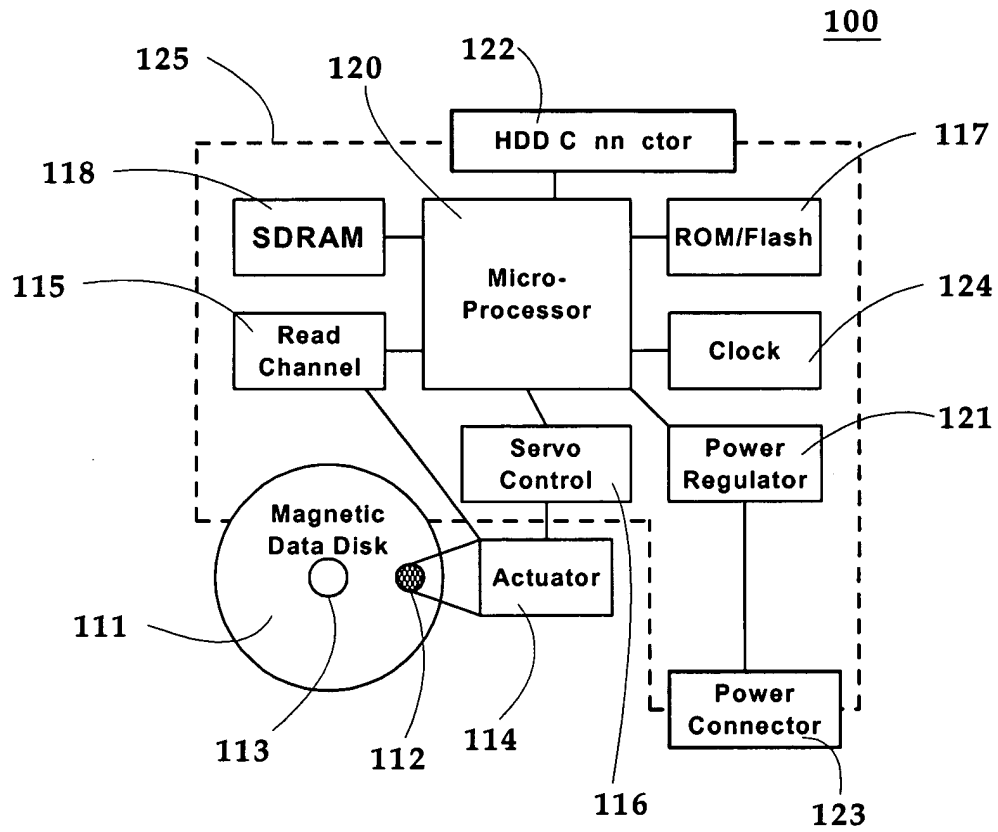 100
122
125
120
HDD C nn ctor
117
118
SDRAM
ROM/Flash
Micro-
Processor
115
124
Read
Channel
Clock
121
Servo
Control
Power
Regulator
Magnetic
Data Disk
Actuator
111
Power
Connector
113
112
114
116
123